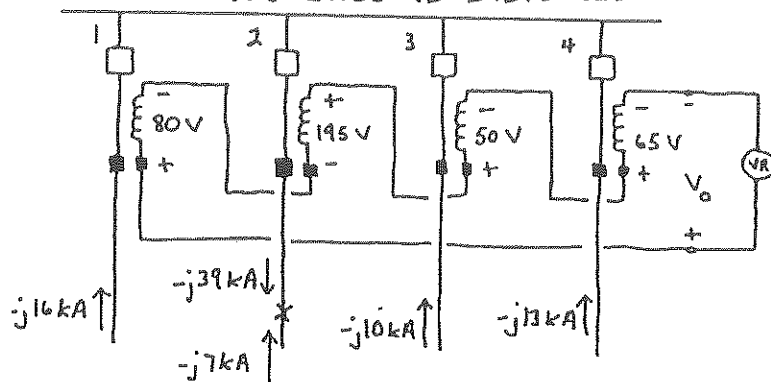 1
2
3
4
-
+
-
-
-
80 V
195 V
50 V
65 V
VR
+
-
+
+
V₀
+
-j39kA↓
-j16kA↑
-j10kA↑
-j13kA↑
-j7kA↑